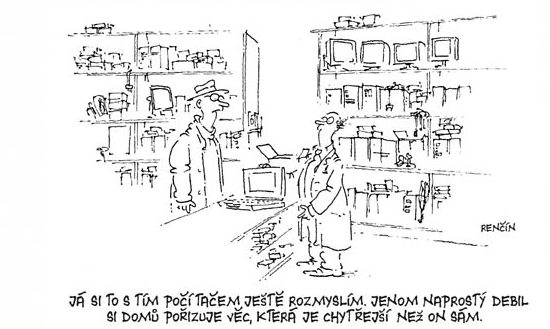 RENČÍN
JÁ SI TO S TÍM POČÍTAČEM JEŠTĚ ROZMYSLÍM. JENOM NAPROSTÝ DEBIL
SI DOMŮ POŘIZUJE VĚC, KTERÁ JE CHYTŘEJŠÍ NEŽ ON SÁM.